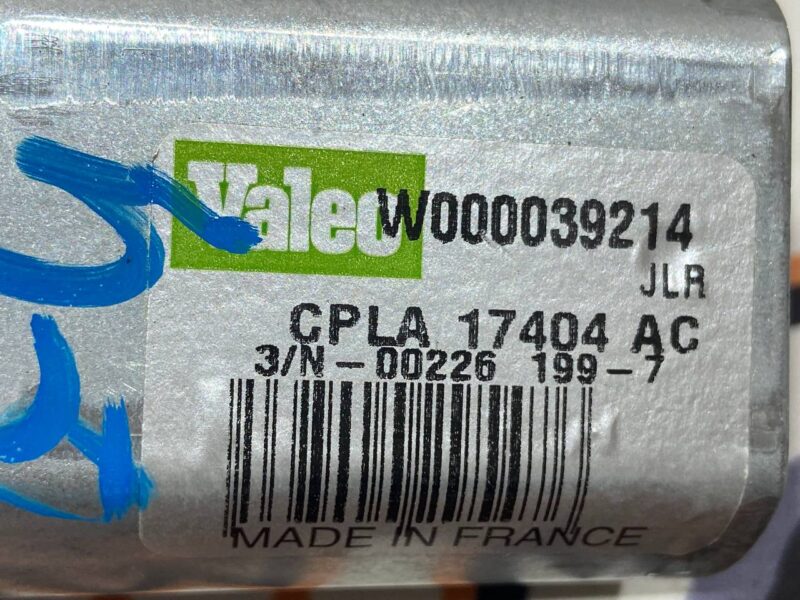 Valeo W000039214
JLR
CPLA 17404 AC
3/N-00226 199-7
MADE IN FRANCE